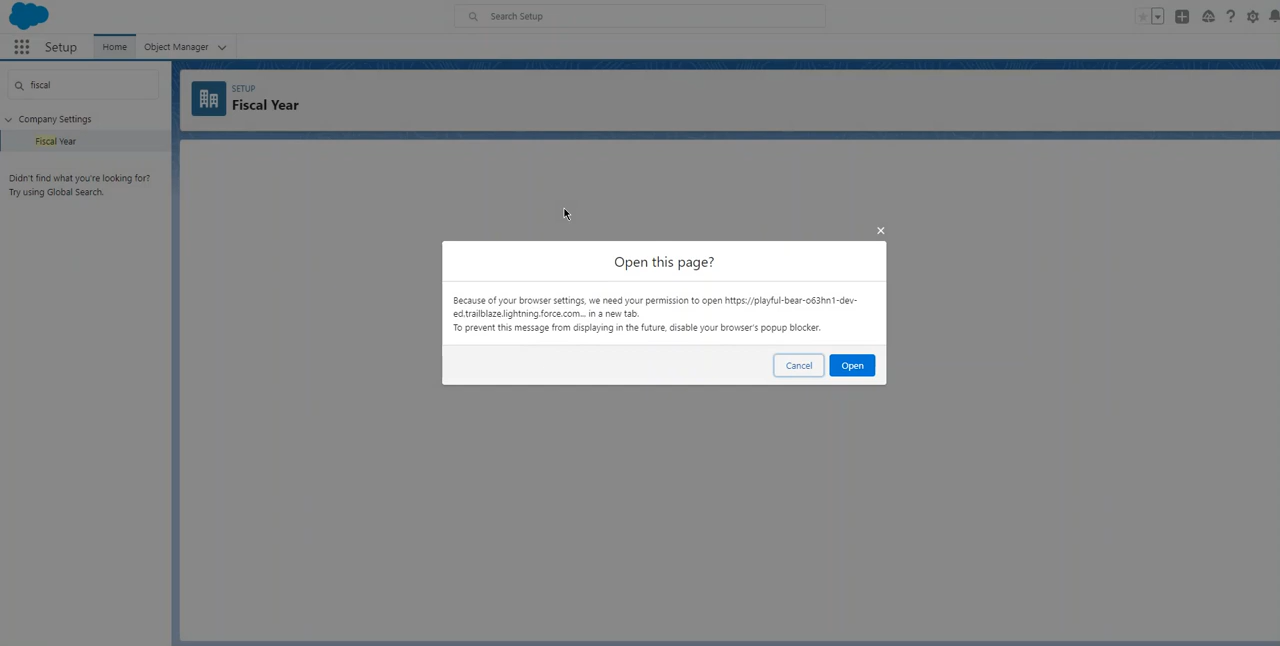 Search Setup
Setup
Home
Object Manager
fiscal
Company Settings
Fiscal Year
Didn't find what you're looking for?
Try using Global Search.
SETUP
Fiscal Year
Open this page?
Because of your browser settings, we need your permission to open https://playful-bear-o63hn1-dev-
ed.trailblaze.lightning.force.com... in a new tab.
To prevent this message from displaying in the future, disable your browser's popup blocker.
Cancel
Open